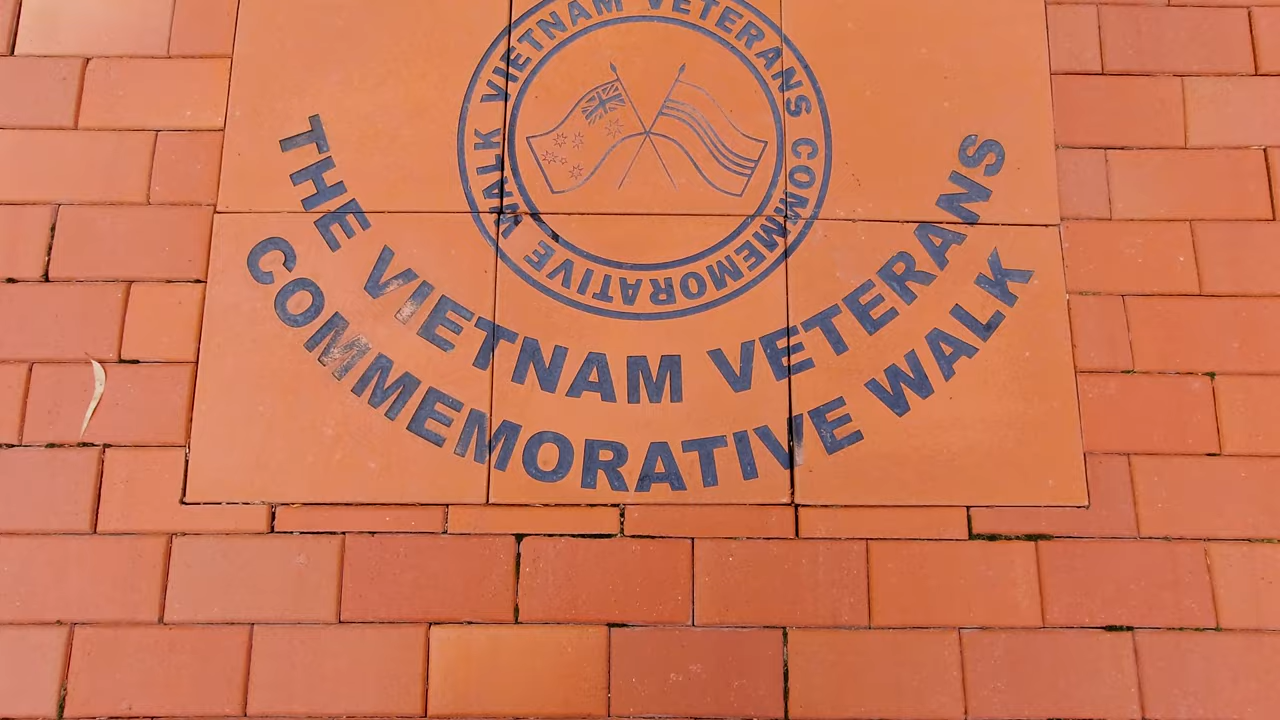 VIETNAM VETERANS COMMEMORATIVE WALK
THE VIETNAM VETERANS
COMMEMORATIVE WALK